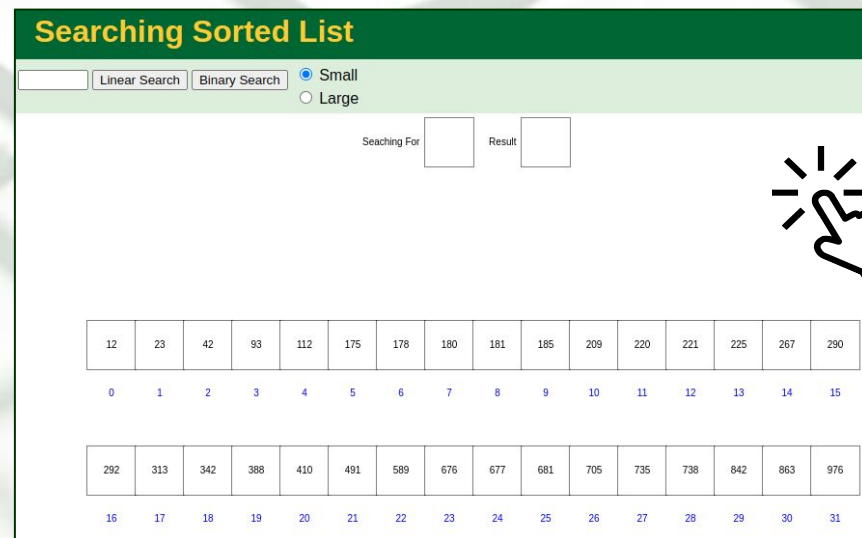 Searching Sorted List
Linear Search Binary Search Small
Large
Seaching For Result
12 23 42 93 112 175 178 180 181 185 209 220 221 225 267 290
0 1 2 3 4 5 6 7 8 9 10 11 12 13 14 15
292 313 342 388 410 491 589 676 677 681 705 735 738 842 863 976
16 17 18 19 20 21 22 23 24 25 26 27 28 29 30 31